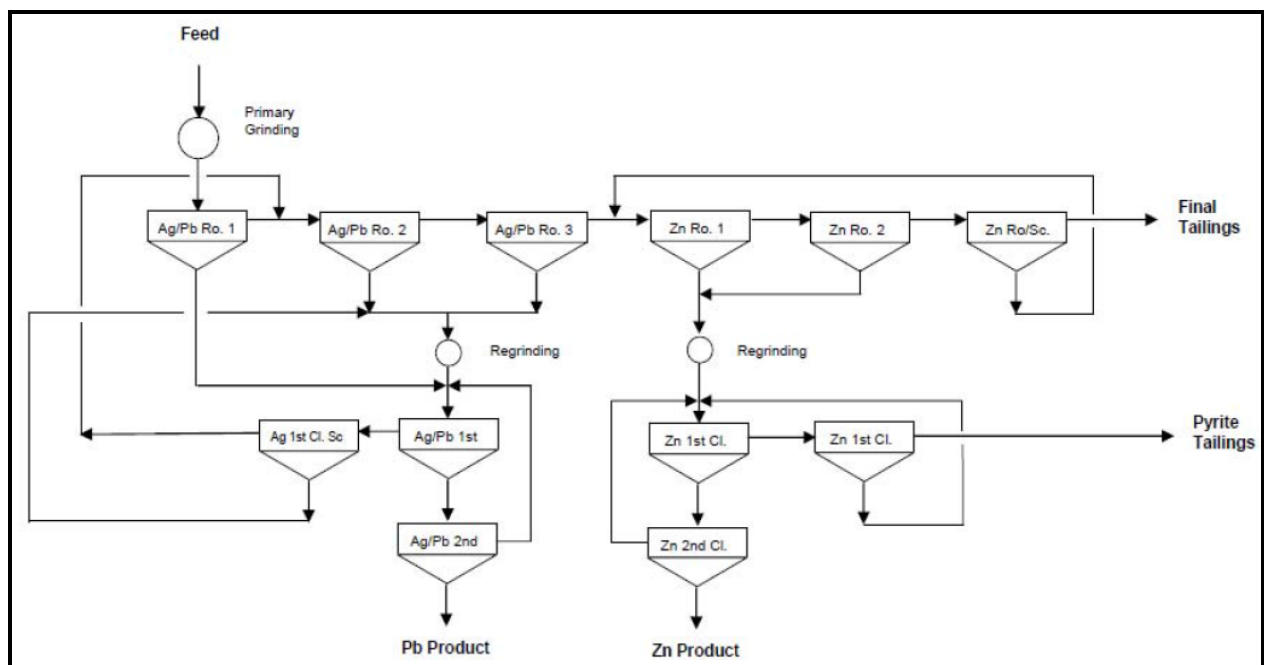 Feed
Primary
Grinding
Ag/Pb Ro. 1
Ag/Pb Ro. 2
Ag/Pb Ro. 3
Zn Ro. 1
Zn Ro. 2
Zn Ro/Sc.
Final
Tailings
Regrinding
Regrinding
Ag 1st Cl. Sc
Ag/Pb 1st
Zn 1st Cl.
Zn 1st Cl.
Pyrite
Tailings
Ag/Pb 2nd
Zn 2nd Cl.
Pb Product
Zn Product